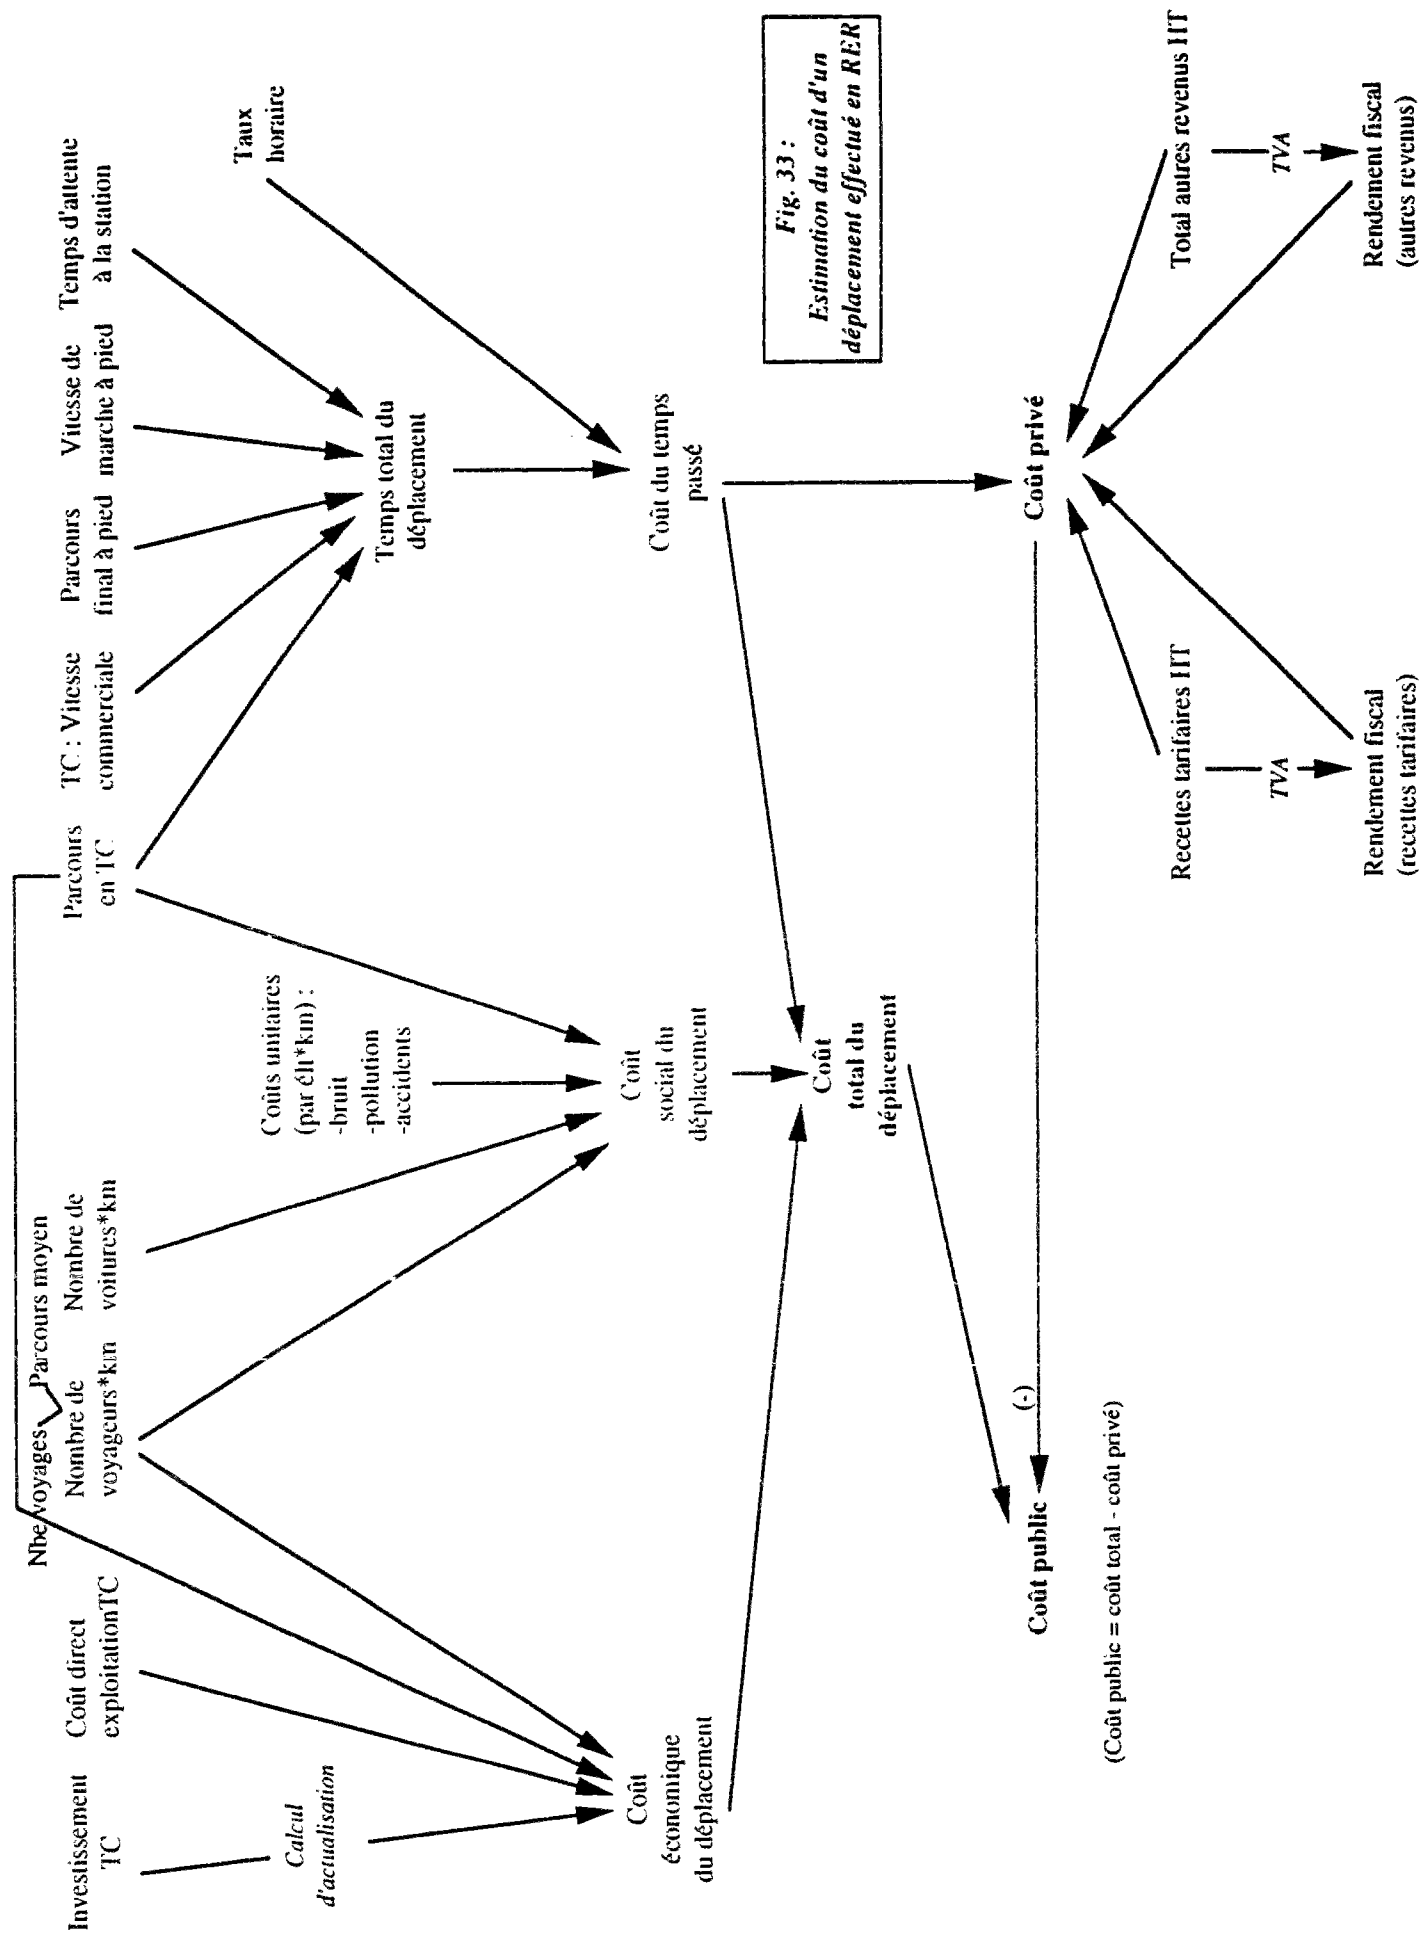 Nbe voyages
Parcours moyen
Investissement
TC
Coût direct
exploitationTC
Nombre de
voyageurs*km
Nombre de
voitures*km
Parcours
en TC
TC : Vitesse
commerciale
Parcours
final à pied
Vitesse de
marche à pied
Temps d'attente
à la station
Calcul
d'actualisation
Coûts unitaires
(par élt*km) :
-bruit
-pollution
-accidents
Taux
horaire
Temps total du
déplacement
Coût
économique
du déplacement
Coût
social du
déplacement
Coût du temps
passé
Coût
total du
déplacement
Fig. 33 :
Estimation du coût d'un
déplacement effectué en RER
Coût public
(-)
Coût privé
(Coût public = coût total - coût privé)
Recettes tarifaires HT
Total autres revenus HT
TVA
TVA
Rendement fiscal
(recettes tarifaires)
Rendement fiscal
(autres revenus)